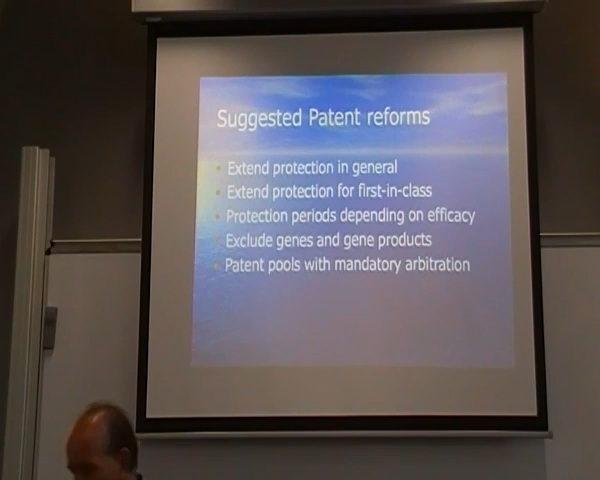 Suggested Patent reforms
Extend protection in general
Extend protection for first-in-class
Protection periods depending on efficacy
Exclude genes and gene products
Patent pools with mandatory arbitration